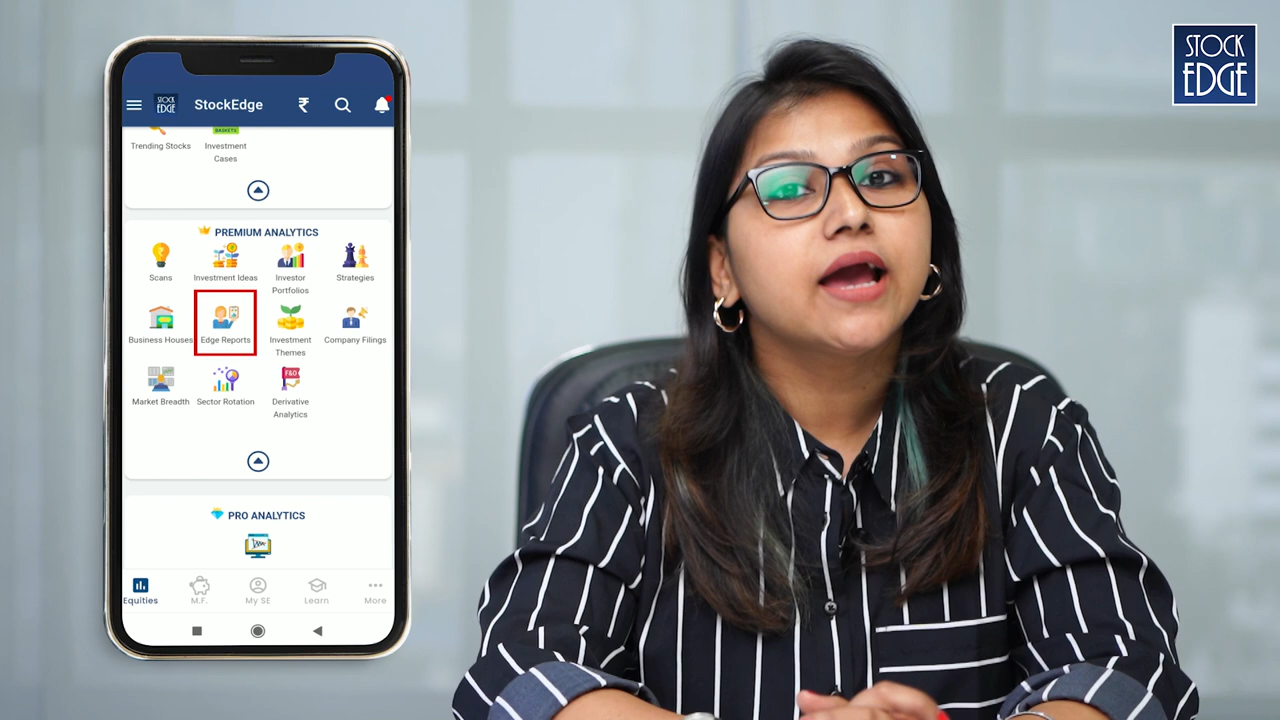 STOCK
EDGE
STOCK
EDGE
StockEdge
₹
BASKETS
Trending Stocks
Investment
Cases
PREMIUM ANALYTICS
Scans
Investment Ideas
Investor
Portfolios
Strategies
Business Houses
Edge Reports
Investment
Themes
Company Filings
F&O
Market Breadth
Sector Rotation
Derivative
Analytics
PRO ANALYTICS
Equities
M.F.
My SE
Learn
More